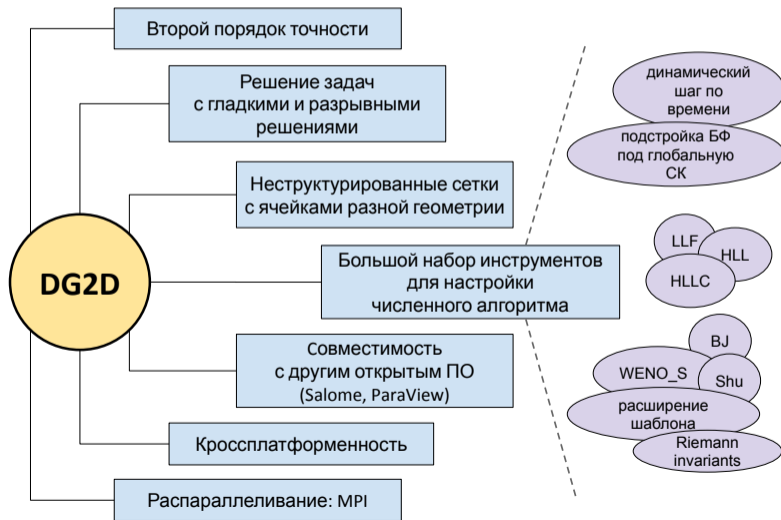 Второй порядок точности
Решение задач
с гладкими и разрывными
решениями
Неструктурированные сетки
с ячейками разной геометрии
DG2D
Большой набор инструментов
для настройки
численного алгоритма
Совместимость
с другим открытым ПО
(Salome, ParaView)
Кроссплатформенность
Распараллеливание: MPI
динамический
шаг по
времени
подстройка БФ
под глобальную
СК
LLF
HLL
HLLC
BJ
WENO_S
Shu
расширение
шаблона
Riemann
invariants